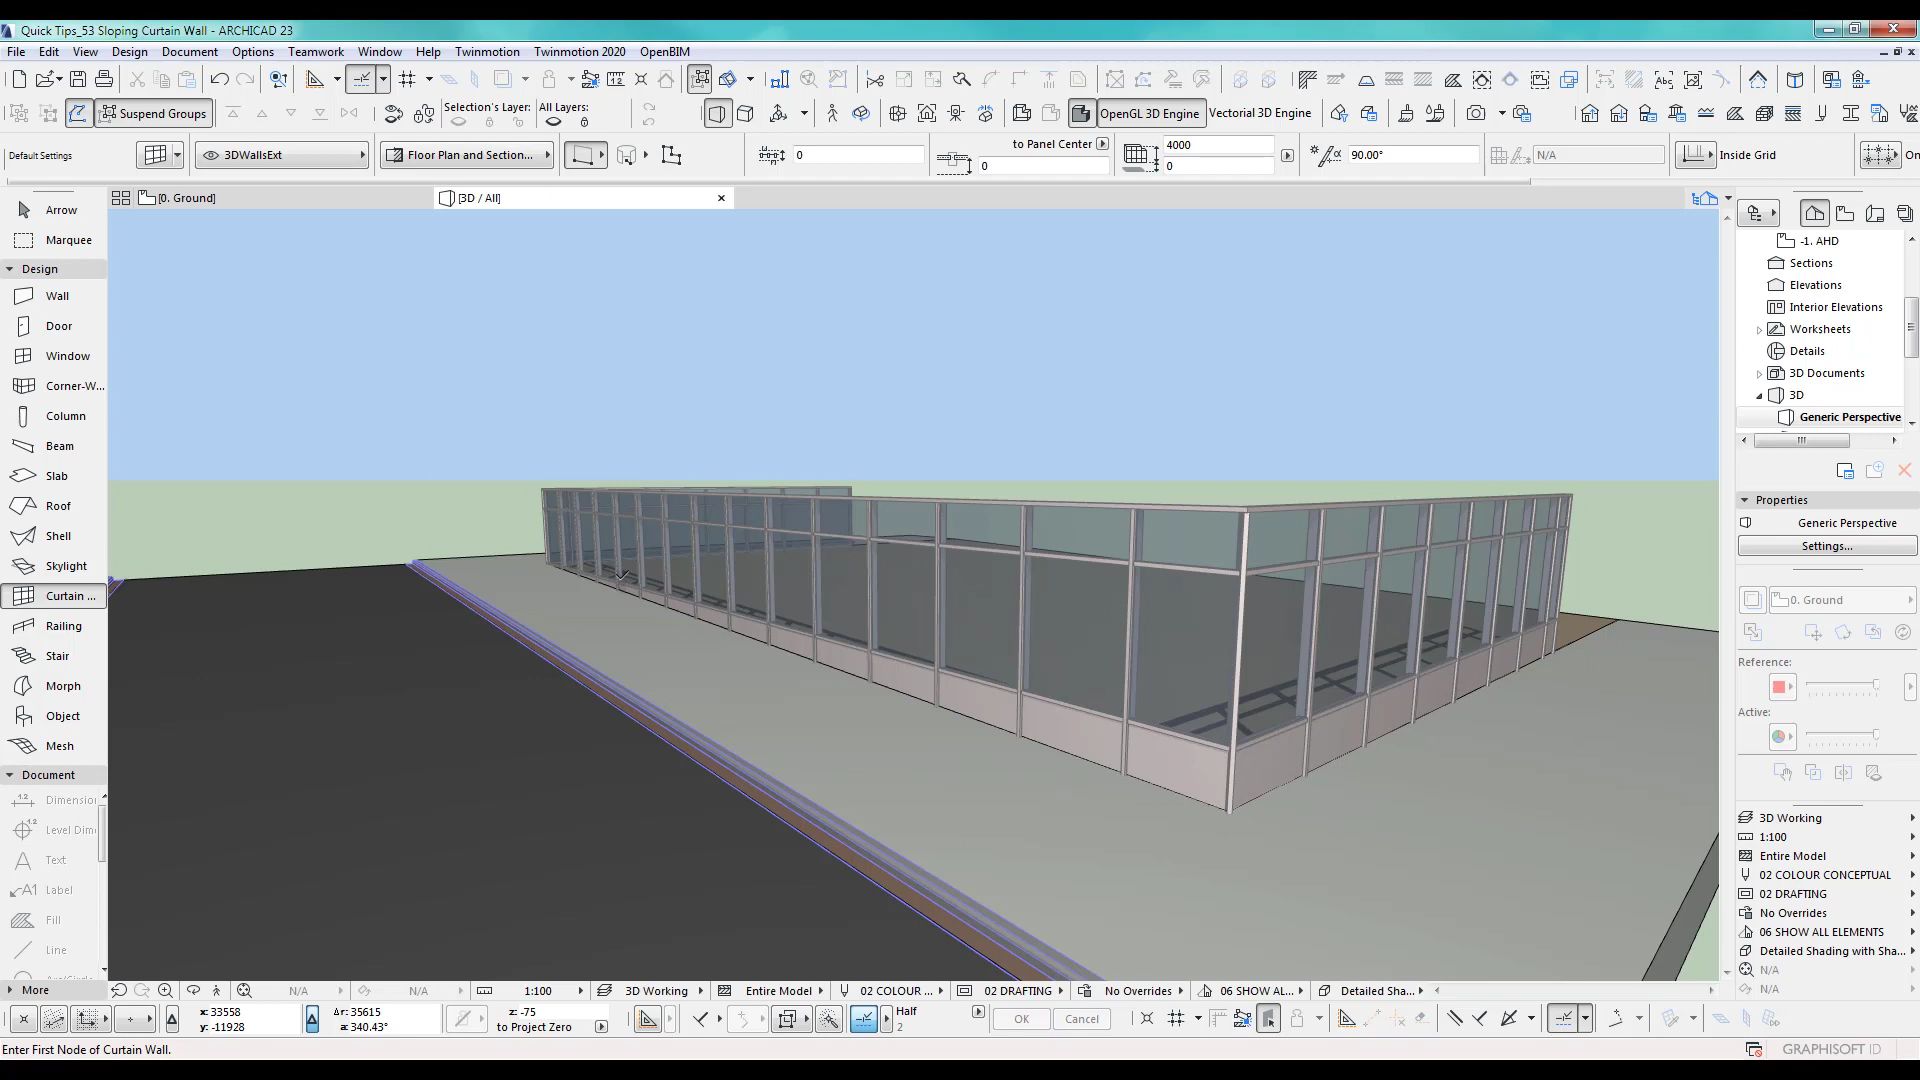 Quick Tips_53 Sloping Curtain Wall - ARCHICAD 23
File Edit View Design Document Options Teamwork Window Help Twinmotion Twinmotion 2020 OpenBIM
Suspend Groups
Selection's Layer:
All Layers:
OpenGL 3D Engine
Vectorial 3D Engine
Default Settings
3DWallsExt
Floor Plan and Section...
0
to Panel Center
0
4000
0
90.00°
N/A
Inside Grid
On
[0. Ground]
[3D / All]
Arrow
Marquee
Design
Wall
Door
Window
Corner-W...
Column
Beam
Slab
Roof
Shell
Skylight
Curtain ...
Railing
Stair
Morph
Object
Mesh
Document
Dimension
Level Dim
Text
Label
Fill
Line
More
-1. AHD
Sections
Elevations
Interior Elevations
Worksheets
Details
3D Documents
3D
Generic Perspective
Properties
Generic Perspective
Settings...
0. Ground
Reference:
Active:
3D Working
1:100
Entire Model
02 COLOUR CONCEPTUAL
02 DRAFTING
No Overrides
06 SHOW ALL ELEMENTS
Detailed Shading with Sha...
N/A
N/A
N/A
N/A
1:100
3D Working
Entire Model
02 COLOUR ...
02 DRAFTING
No Overrides
06 SHOW AL...
Detailed Sha...
x: 33558
y: -11928
Δr: 35615
a: 340.43°
z: -75
to Project Zero
Half
2
OK
Cancel
Enter First Node of Curtain Wall.
GRAPHISOFT ID